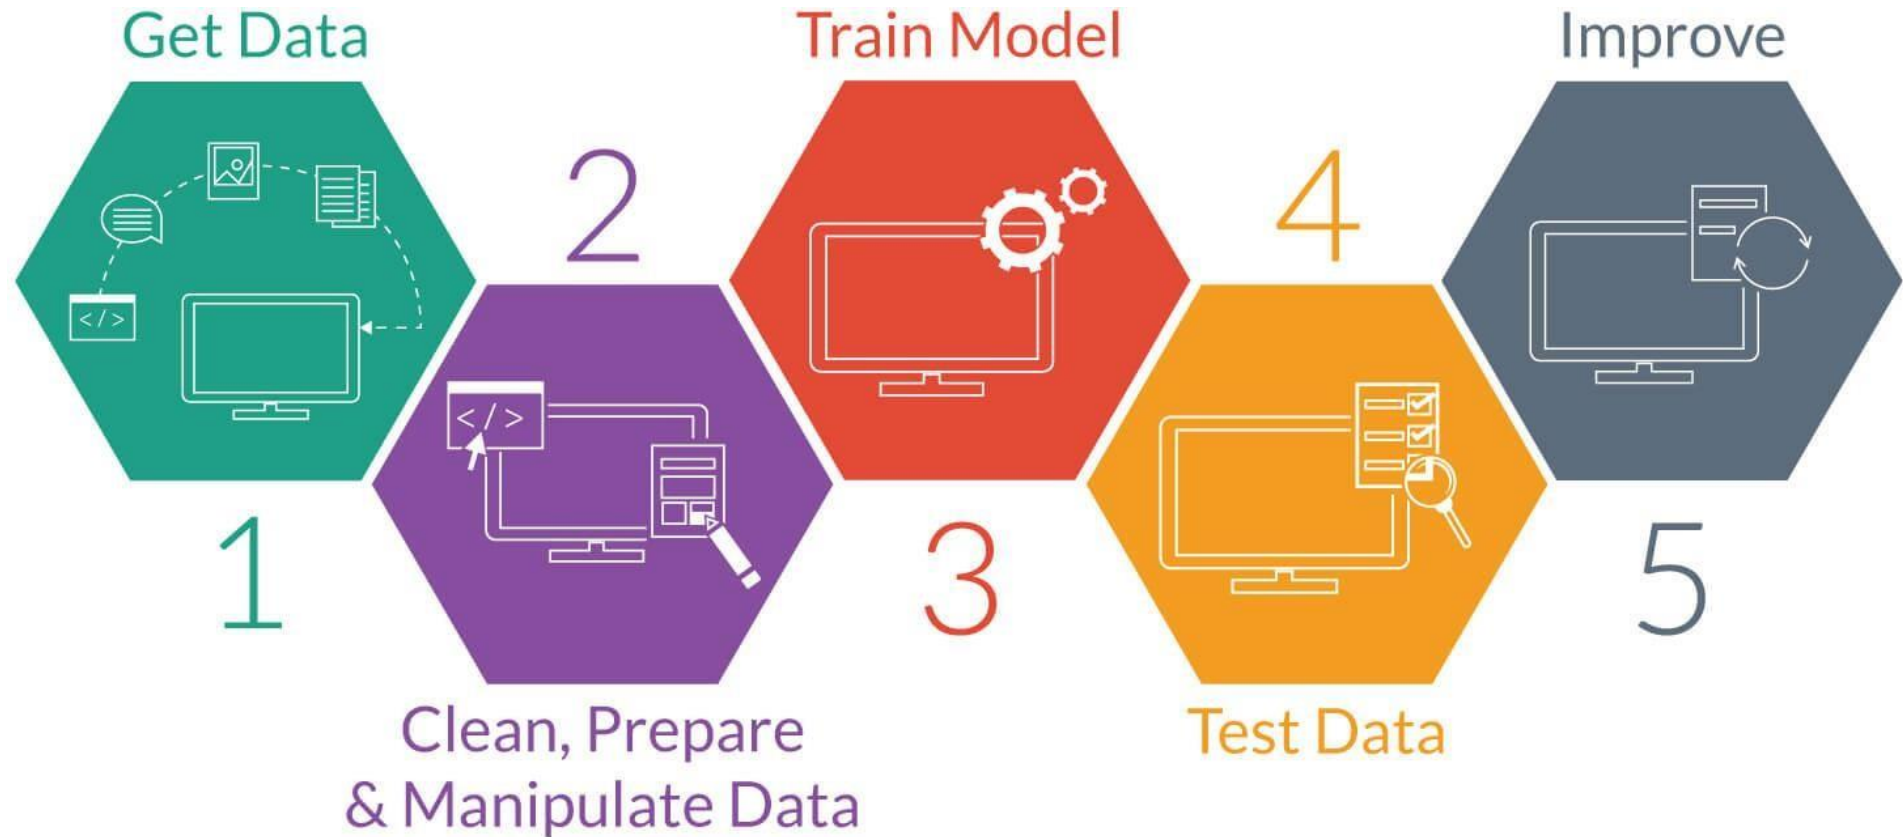 Get Data
1
2
Clean, Prepare
& Manipulate Data
Train Model
3
4
Test Data
Improve
5
</ >
</ >